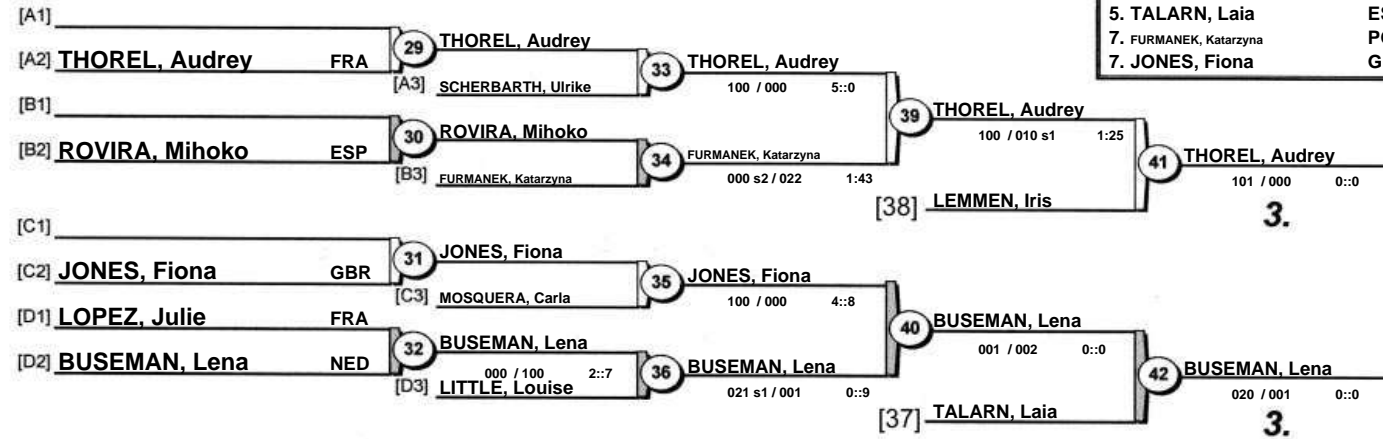 [A1]
[A2] THOREL, Audrey FRA
29
THOREL, Audrey
[A3] SCHERBARTH, Ulrike
33
THOREL, Audrey
100 / 000 5::0
[B1]
[B2] ROVIRA, Mihoko ESP
30
ROVIRA, Mihoko
[B3] FURMANEK, Katarzyna
34
FURMANEK, Katarzyna
000 s2 / 022 1:43
39
THOREL, Audrey
100 / 010 s1 1:25
[38] LEMMEN, Iris
41
THOREL, Audrey
101 / 000 0::0
3.
[C1]
[C2] JONES, Fiona GBR
31
JONES, Fiona
[C3] MOSQUERA, Carla
35
JONES, Fiona
100 / 000 4::8
[D1] LOPEZ, Julie FRA
[D2] BUSEMAN, Lena NED
32
BUSEMAN, Lena
000 / 100 2::7
[D3] LITTLE, Louise
36
BUSEMAN, Lena
021 s1 / 001 0::9
40
BUSEMAN, Lena
001 / 002 0::0
[37] TALARN, Laia
42
BUSEMAN, Lena
020 / 001 0::0
3.
5. TALARN, Laia
7. FURMANEK, Katarzyna
7. JONES, Fiona